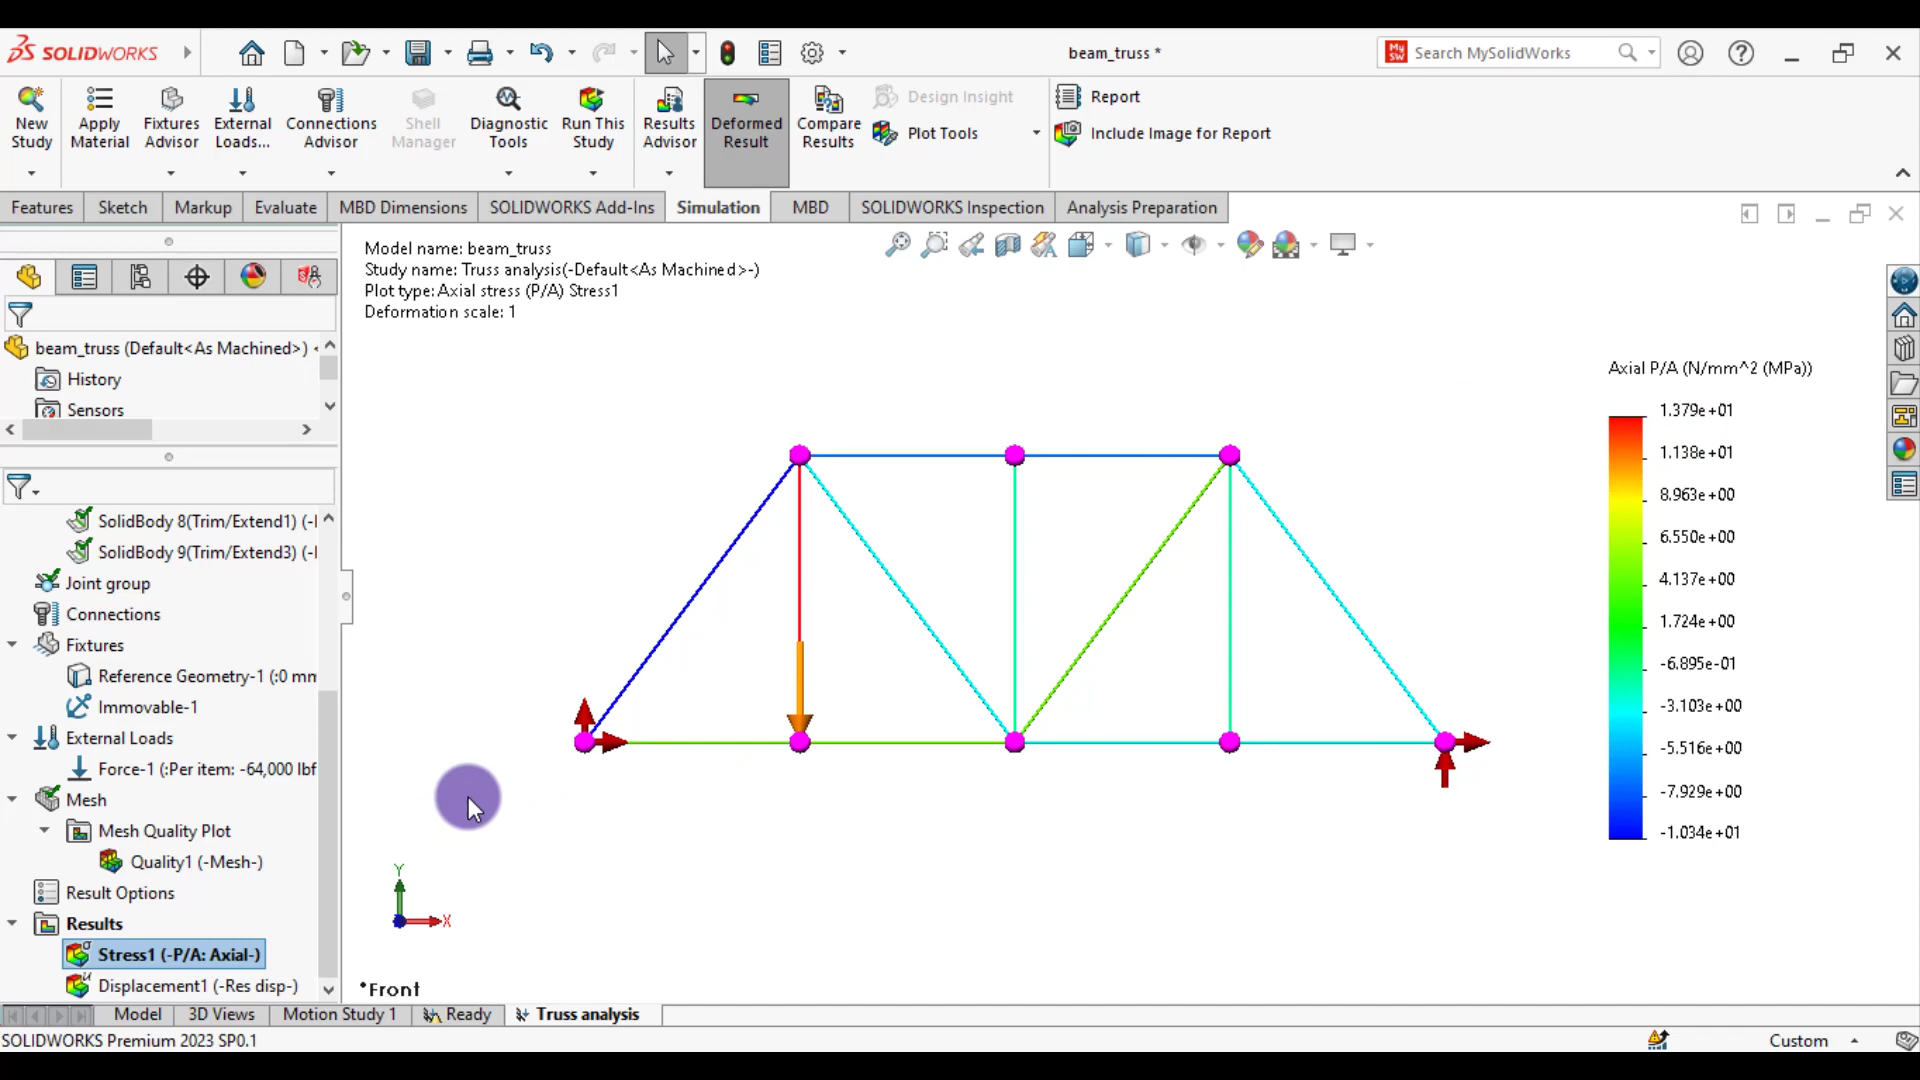 SOLIDWORKS
beam_truss *
Search MySolidWorks
New Study
Apply Material
Fixtures Advisor
External Loads...
Connections Advisor
Shell Manager
Diagnostic Tools
Run This Study
Results Advisor
Deformed Result
Compare Results
Design Insight
Plot Tools
Report
Include Image for Report
Features
Sketch
Markup
Evaluate
MBD Dimensions
SOLIDWORKS Add-Ins
Simulation
MBD
SOLIDWORKS Inspection
Analysis Preparation
beam_truss (Default<As Machined>)
History
Sensors
SolidBody 8(Trim/Extend1) (-
SolidBody 9(Trim/Extend3) (-
Joint group
Connections
Fixtures
Reference Geometry-1 (:0 mm
Immovable-1
External Loads
Force-1 (:Per item: -64,000 lbf
Mesh
Mesh Quality Plot
Quality1 (-Mesh-)
Result Options
Results
Stress1 (-P/A: Axial-)
Displacement1 (-Res disp-)
Model name: beam_truss
Study name: Truss analysis(-Default<As Machined>-)
Plot type: Axial stress (P/A) Stress1
Deformation scale: 1
Axial P/A (N/mm^2 (MPa))
1.379e+01
1.138e+01
8.963e+00
6.550e+00
4.137e+00
1.724e+00
-6.895e-01
-3.103e+00
-5.516e+00
-7.929e+00
-1.034e+01
Y
X
*Front
Model
3D Views
Motion Study 1
Ready
Truss analysis
SOLIDWORKS Premium 2023 SP0.1
Custom